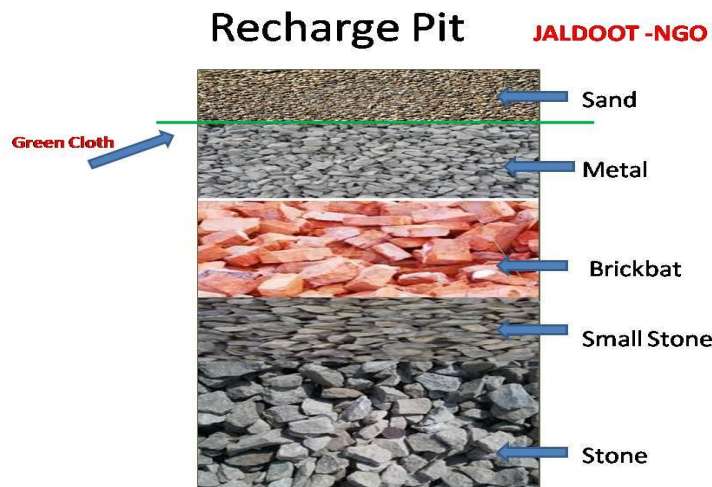 Recharge Pit
JALDOOT -NGO
Sand
Green Cloth
Metal
Brickbat
Small Stone
Stone